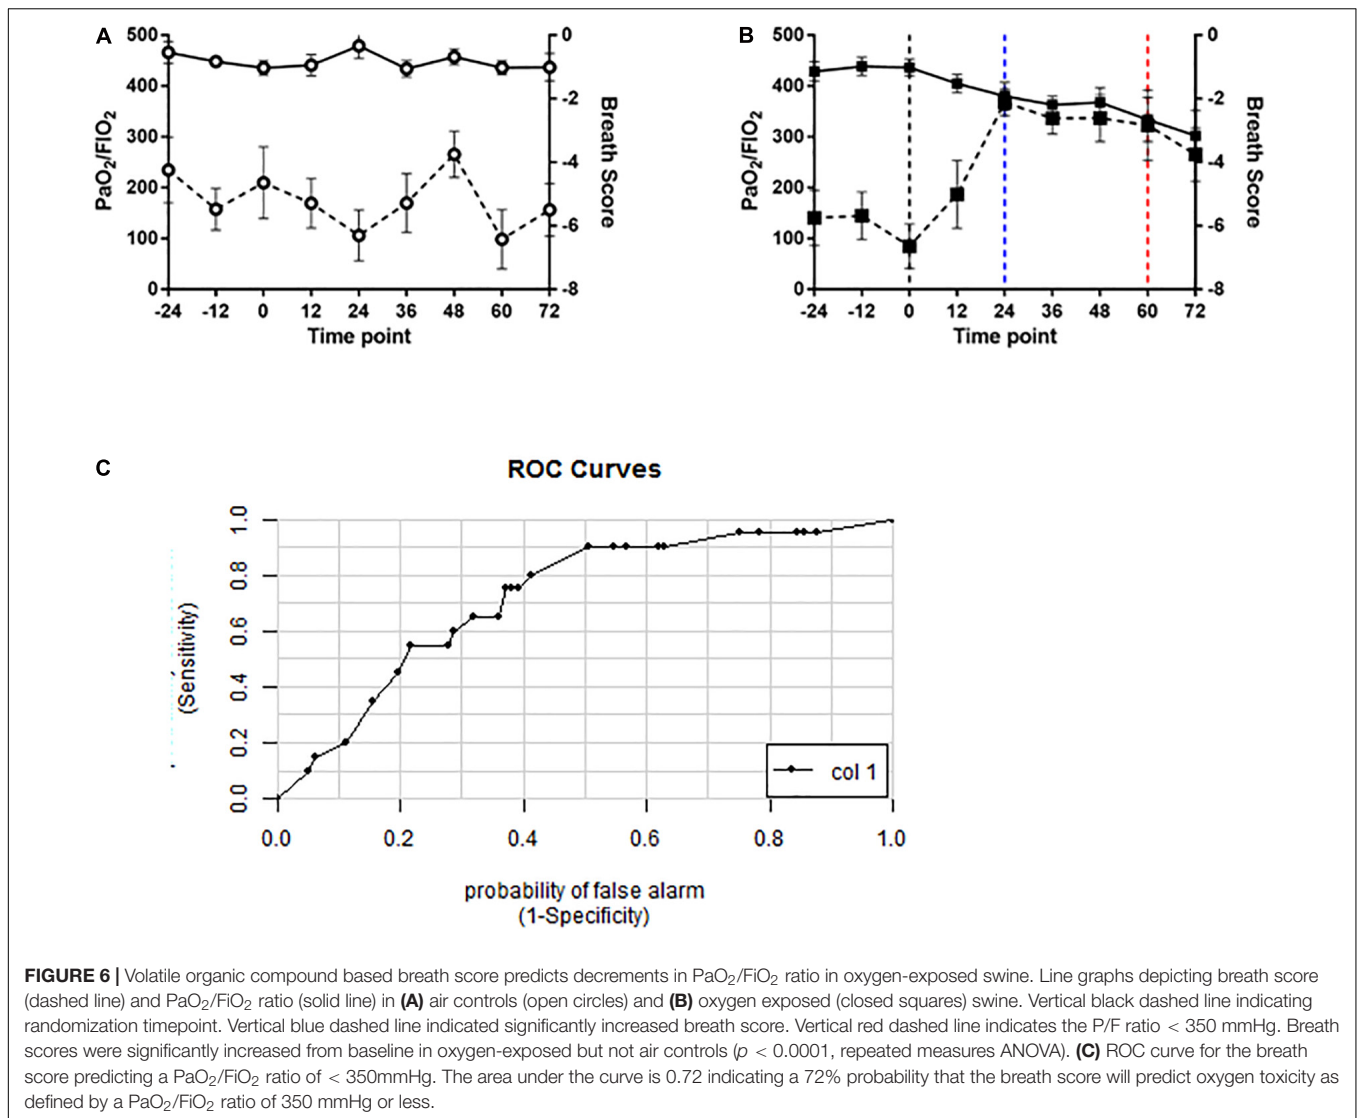 A
B
500
400
300
200
100
0
PaO2/FIO2
0
-2
-4
-6
-8
Breath Score
-24 -12 0 12 24 36 48 60 72
Time point
500
400
300
200
100
0
PaO2/FIO2
0
-2
-4
-6
-8
Breath Score
-24 -12 0 12 24 36 48 60 72
Time point
C
ROC Curves
1.0
0.8
0.6
0.4
0.2
0.0
(Sensitivity)
col 1
0.0 0.2 0.4 0.6 0.8 1.0
probability of false alarm
(1-Specificity)
FIGURE 6 | Volatile organic compound based breath score predicts decrements in PaO2/FiO2 ratio in oxygen-exposed swine. Line graphs depicting breath score
(dashed line) and PaO2/FiO2 ratio (solid line) in (A) air controls (open circles) and (B) oxygen exposed (closed squares) swine. Vertical black dashed line indicating
randomization timepoint. Vertical blue dashed line indicated significantly increased breath score. Vertical red dashed line indicates the P/F ratio < 350 mmHg. Breath
scores were significantly increased from baseline in oxygen-exposed but not air controls (p < 0.0001, repeated measures ANOVA). (C) ROC curve for the breath
score predicting a PaO2/FiO2 ratio of < 350mmHg. The area under the curve is 0.72 indicating a 72% probability that the breath score will predict oxygen toxicity as
defined by a PaO2/FiO2 ratio of 350 mmHg or less.